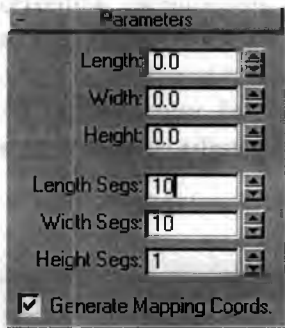 - Parameters
Length: 0.0
Width: 0.0
Height: 0.0
Length Segs: 10
Width Segs: 10
Height Segs: 1
Generate Mapping Coords.